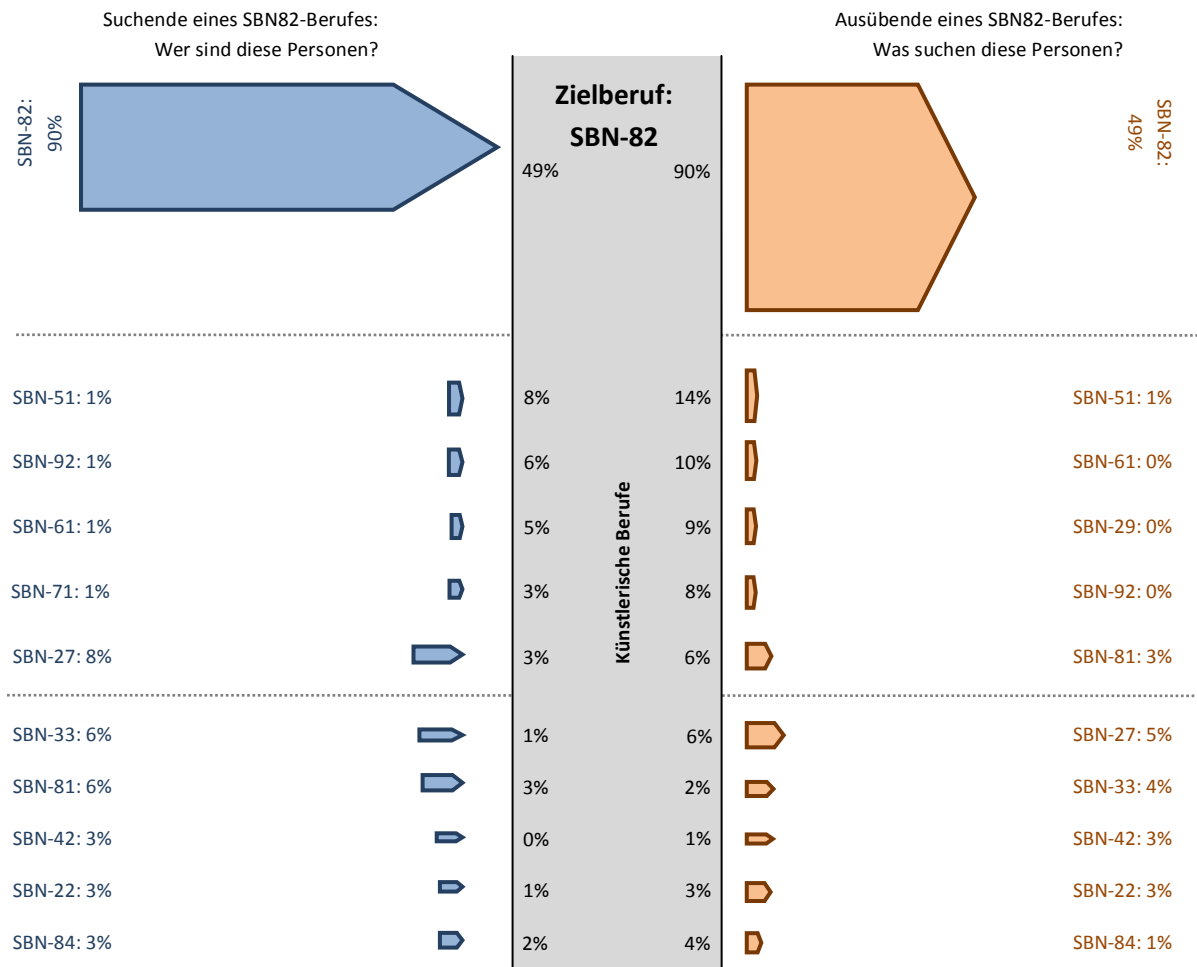 Suchende eines SBN82-Berufes:
Wer sind diese Personen?
Ausübende eines SBN82-Berufes:
Was suchen diese Personen?
SBN-82:
90%
Zielberuf:
SBN-82
49% 90%
SBN-82:
49%
SBN-51: 1% 8% 14% SBN-51: 1%
SBN-92: 1% 6% 10% SBN-61: 0%
SBN-61: 1% 5% 9% SBN-29: 0%
SBN-71: 1% 3% 8% SBN-92: 0%
SBN-27: 8% 3% 6% SBN-81: 3%
Künstlerische Berufe
SBN-33: 6% 1% 6% SBN-27: 5%
SBN-81: 6% 3% 2% SBN-33: 4%
SBN-42: 3% 0% 1% SBN-42: 3%
SBN-22: 3% 1% 3% SBN-22: 3%
SBN-84: 3% 2% 4% SBN-84: 1%